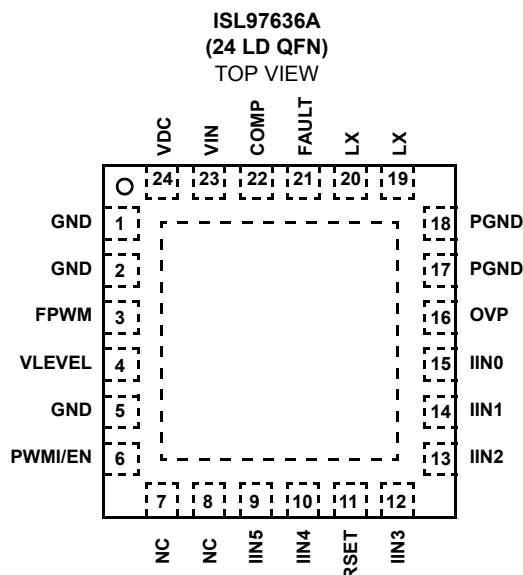 ISL97636A
(24 LD QFN)
TOP VIEW
VDC
VIN
COMP
FAULT
LX
LX
24 23 22 21 20 19
GND 1 18 PGND
GND 2 17 PGND
FPWM 3 16 OVP
VLEVEL 4 15 IIN0
GND 5 14 IIN1
PWMI/EN 6 13 IIN2
7 8 9 10 11 12
NC
NC
IIN5
IIN4
RSET
IIN3